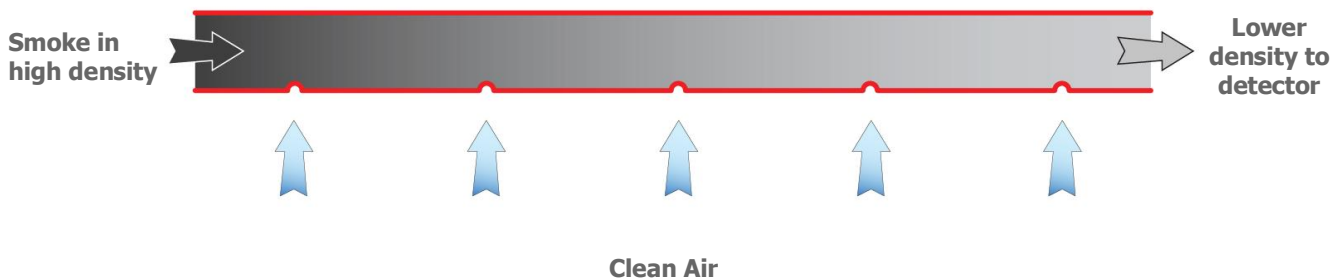 Smoke in
high density
Lower
density to
detector
Clean Air